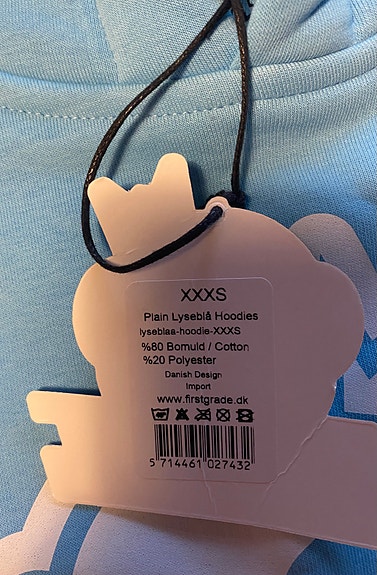 XXXS
Plain Lyseblå Hoodies
lyseblaa-hoodie-XXXS
%80 Bomuld / Cotton
%20 Polyester
Danish Design
Import
www.firstgrade.dk
5 714461 027432